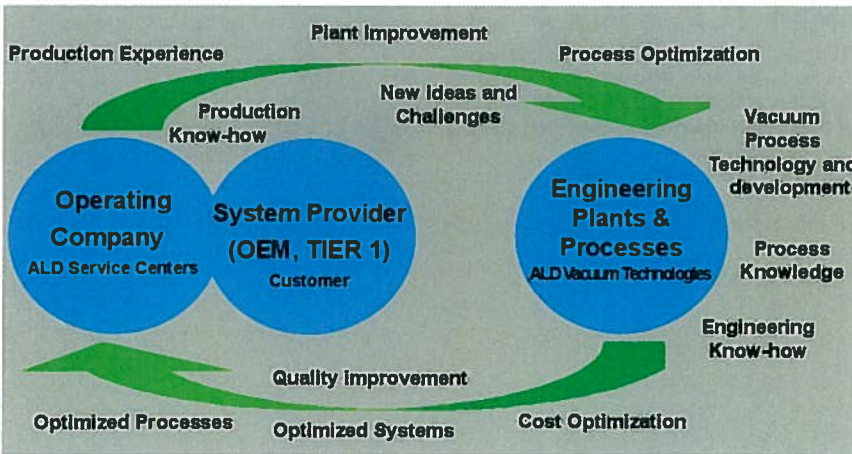 Plant Improvement
Production Experience
Process Optimization
New Ideas and
Challenges
Production
Know-how
Vacuum
Process
Technology and
development
Operating
Company
ALD Service Centers
System Provider
(OEM, TIER 1)
Customer
Engineering
Plants &
Processes
ALD Vacuum Technologies
Process
Knowledge
Engineering
Know-how
Quality improvement
Optimized Processes
Optimized Systems
Cost Optimization